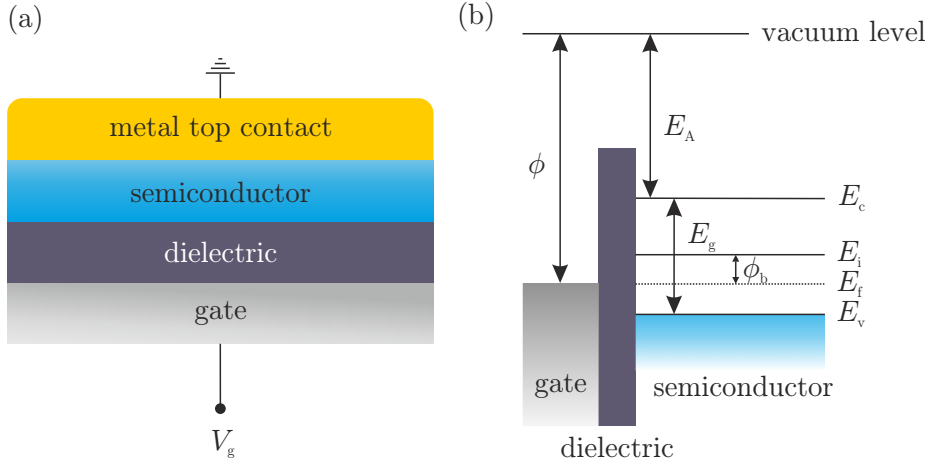 (a)
metal top contact
semiconductor
dielectric
gate
V_g
(b)
vacuum level
E_A
ϕ
E_c
E_g
E_i
ϕ_b
E_f
E_v
gate
semiconductor
dielectric